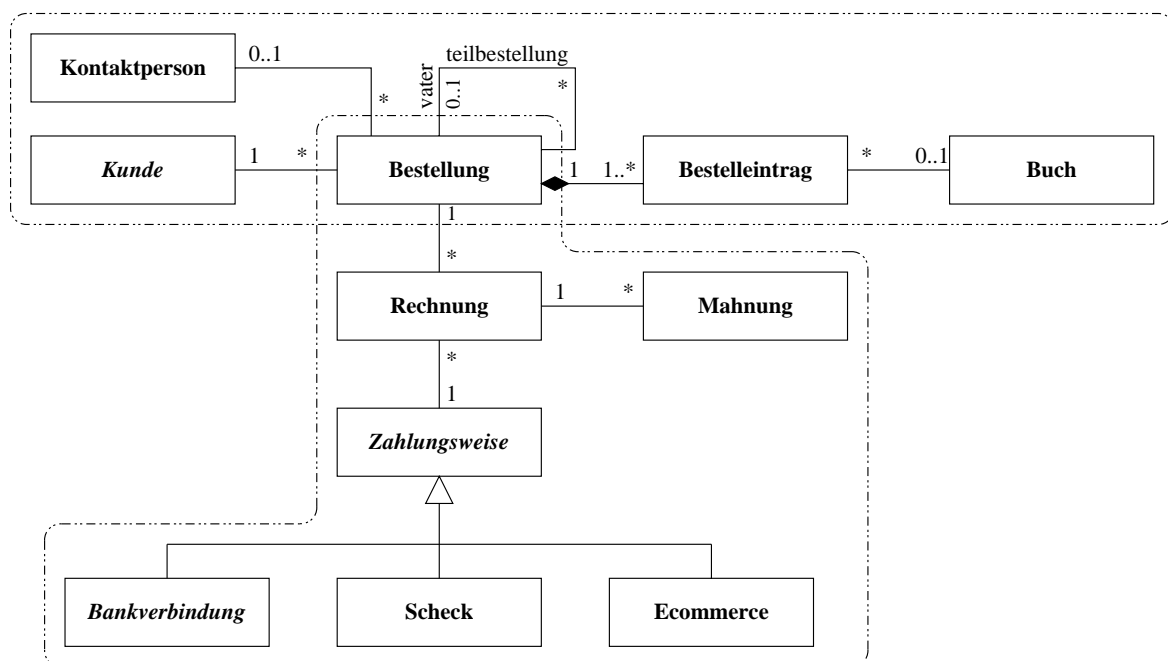 teilbestellung
0..1
vater
0..1
*
Kontaktperson
*
Kunde
1
*
Bestellung
1
1..*
Bestelleintrag
*
0..1
Buch
1
*
Rechnung
1
*
Mahnung
*
1
Zahlungsweise
Bankverbindung
Scheck
Ecommerce